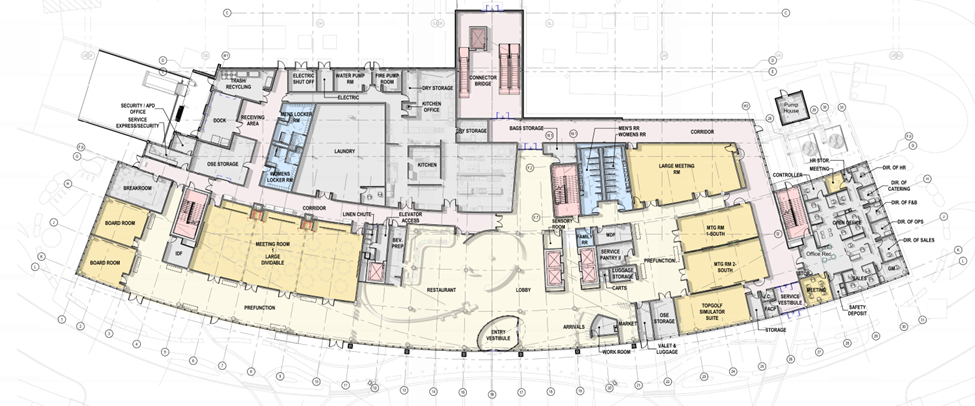 C
C
CONNECTOR
BRIDGE
TRASH/
RECYCLING
ELECTRIC
SHUT OFF
WATER PUMP
RM
FIRE PUMP
ROOM
DRY STORAGE
ELECTRIC
KITCHEN
OFFICE
Pump
House
SECURITY / APD
OFFICE
SERVICE
EXPRESS/SECURITY
DOCK
RECEIVING
AREA
MENS LOCKER
RM
DRY STORAGE
BAGS STORAGE
MEN'S RR
WOMENS RR
CORRIDOR
OSE STORAGE
LAUNDRY
KITCHEN
LARGE MEETING
RM
HR STOR.
MEETING
CONTROLLER
DIR. OF HR
DIR. OF
CATERING
DIR. OF F&B
DIR. OF OPS
DIR. OF SALES
WOMENS
LOCKER RM
BREAKROOM
CORRIDOR
LINEN CHUTE
ELEVATOR
ACCESS
SENSORY
ROOM
BOARD ROOM
BOARD ROOM
IDF
MEETING ROOM
1
LARGE
DIVIDABLE
BEV.
PREP
FAMILY
RR
MDF
SERVICE
PANTRY II
LUGGAGE
STORAGE
CARTS
PREFUNCTION
MTG RM
1-SOUTH
MTG RM 2-
SOUTH
OPEN OFFICE
Office Rec.
SALES
GM
MEETING
RESTAURANT
LOBBY
PREFUNCTION
ENTRY
VESTIBULE
ARRIVALS
MARKET
WORK ROOM
OSE
STORAGE
VALET &
LUGGAGE
TOPGOLF
SIMULATOR
SUITE
FACP
SERVICE
VESTIBULE
STORAGE
SAFETY
DEPOSIT